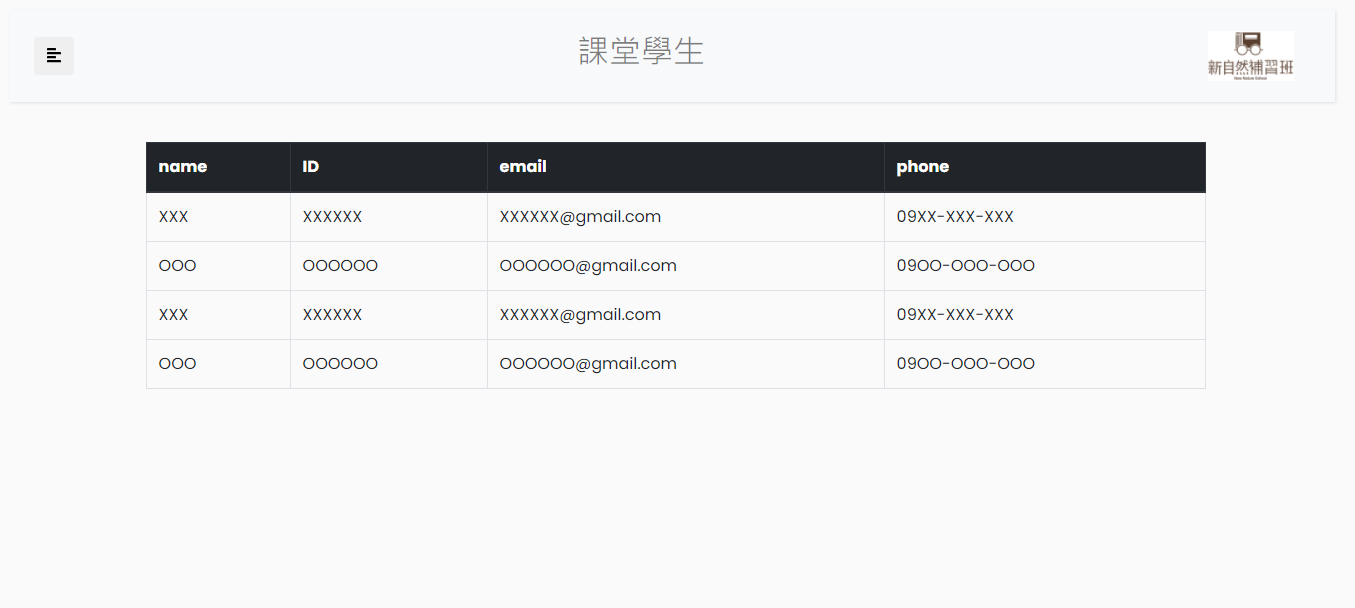 課堂學生
新自然補習班
New Nature School
name ID email phone
XXX XXXXXX XXXXXX@gmail.com 09XX-XXX-XXX
OOO OOOOOO OOOOOO@gmail.com 09OO-OOO-OOO
XXX XXXXXX XXXXXX@gmail.com 09XX-XXX-XXX
OOO OOOOOO OOOOOO@gmail.com 09OO-OOO-OOO